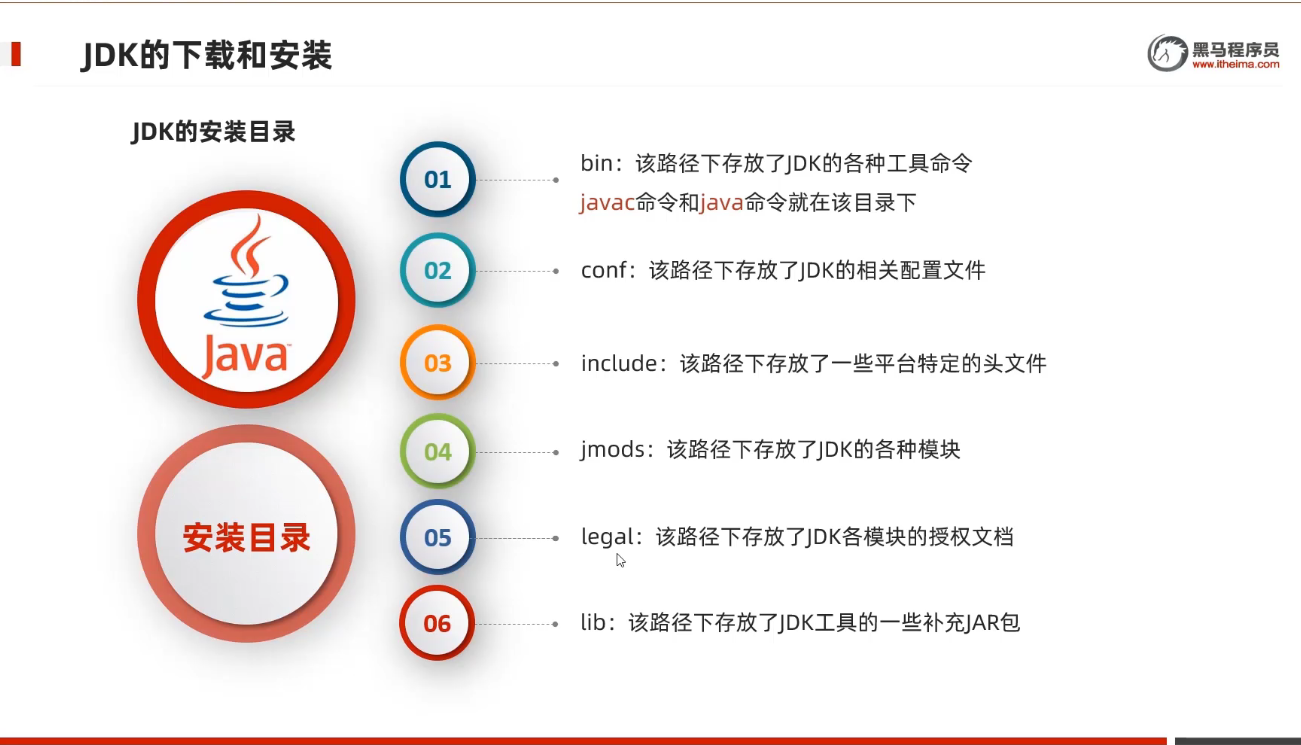 JDK的下载和安装
黑马程序员
www.itheima.com
JDK的安装目录
Java™
安装目录
01
bin：该路径下存放了JDK的各种工具命令
javac命令和java命令就在该目录下
02
conf：该路径下存放了JDK的相关配置文件
03
include：该路径下存放了一些平台特定的头文件
04
jmods：该路径下存放了JDK的各种模块
05
legal：该路径下存放了JDK各模块的授权文档
06
lib：该路径下存放了JDK工具的一些补充JAR包